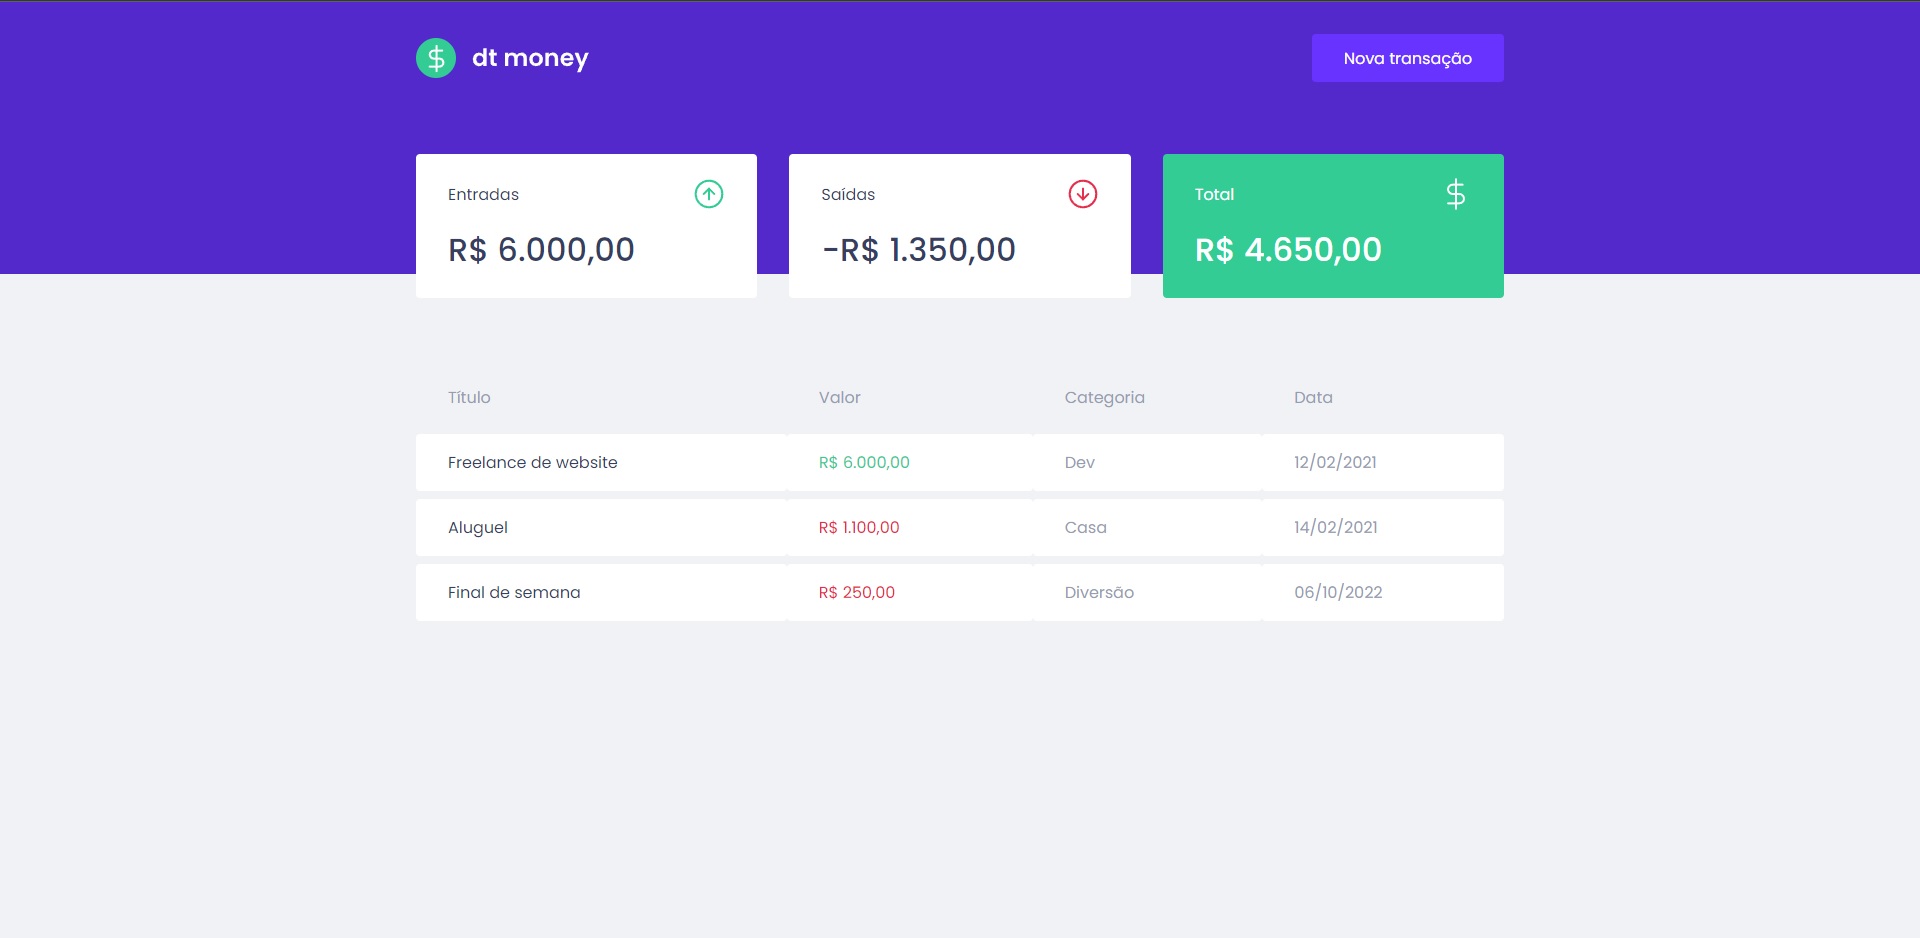 dt money
Nova transação
Entradas
R$ 6.000,00
Saídas
-R$ 1.350,00
Total
$
R$ 4.650,00
Título Valor Categoria Data
Freelance de website R$ 6.000,00 Dev 12/02/2021
Aluguel R$ 1.100,00 Casa 14/02/2021
Final de semana R$ 250,00 Diversão 06/10/2022